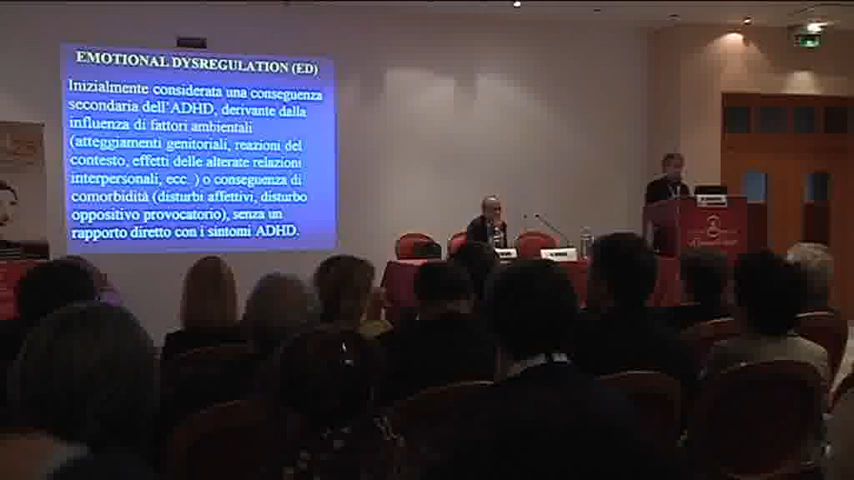 EMOTIONAL DYSREGULATION (ED)
Inizialmente considerata una conseguenza
secondaria dell'ADHD, derivante dalla
influenza di fattori ambientali
(atteggiamenti genitoriali, reazioni del
contesto, effetti delle alterate relazioni
interpersonali, ecc. ) o conseguenza di
comorbidità (disturbi affettivi, disturbo
oppositivo provocatorio), senza un
rapporto diretto con i sintomi ADHD.